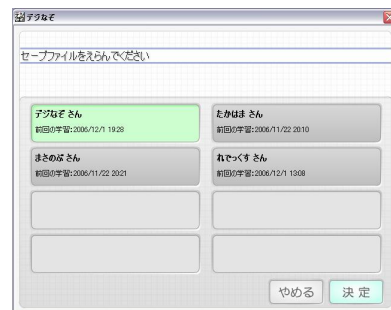 デジなぞ
セーブファイルをえらんでください
デジなぞ さん
前回の学習:2006/12/1 19:28
たかはま さん
前回の学習:2006/11/22 20:10
まさのぶ さん
前回の学習:2006/11/22 20:21
れでっくす さん
前回の学習:2006/12/1 13:08
やめる
決定